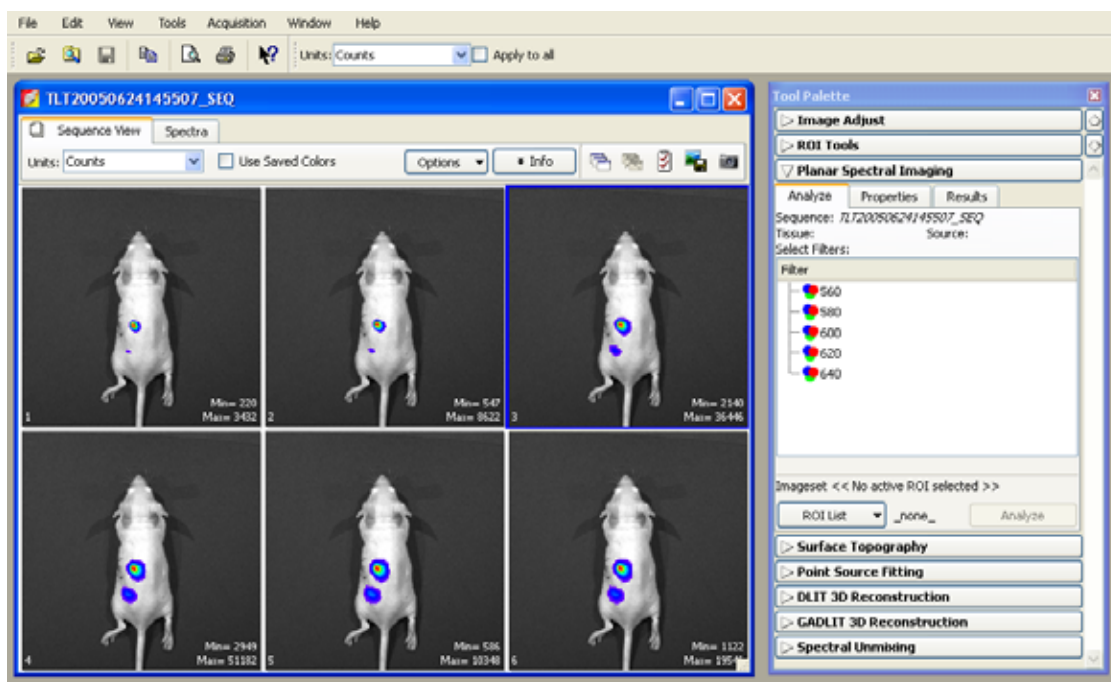 File Edit View Tools Acquisition Window Help
Units: Counts Apply to all
TLT20050624145507_SEQ
Sequence View Spectra
Units: Counts Use Saved Colors Options Info
Min= 220
1 Max= 3432
Min= 547
2 Max= 8622
Min= 2140
3 Max= 36446
Min= 2949
4 Max= 51182
Min= 586
5 Max= 10348
Min= 1122
6
Tool Palette
Image Adjust
ROI Tools
Planar Spectral Imaging
Analyze Properties Results
Sequence: TLT20050624145507_SEQ
Tissue: Source:
Select Filters:
Filter
560
580
600
620
640
Imageset << No active ROI selected >>
ROI List _none_ Analyze
Surface Topography
Point Source Fitting
DLIT 3D Reconstruction
GADLIT 3D Reconstruction
Spectral Unmixing